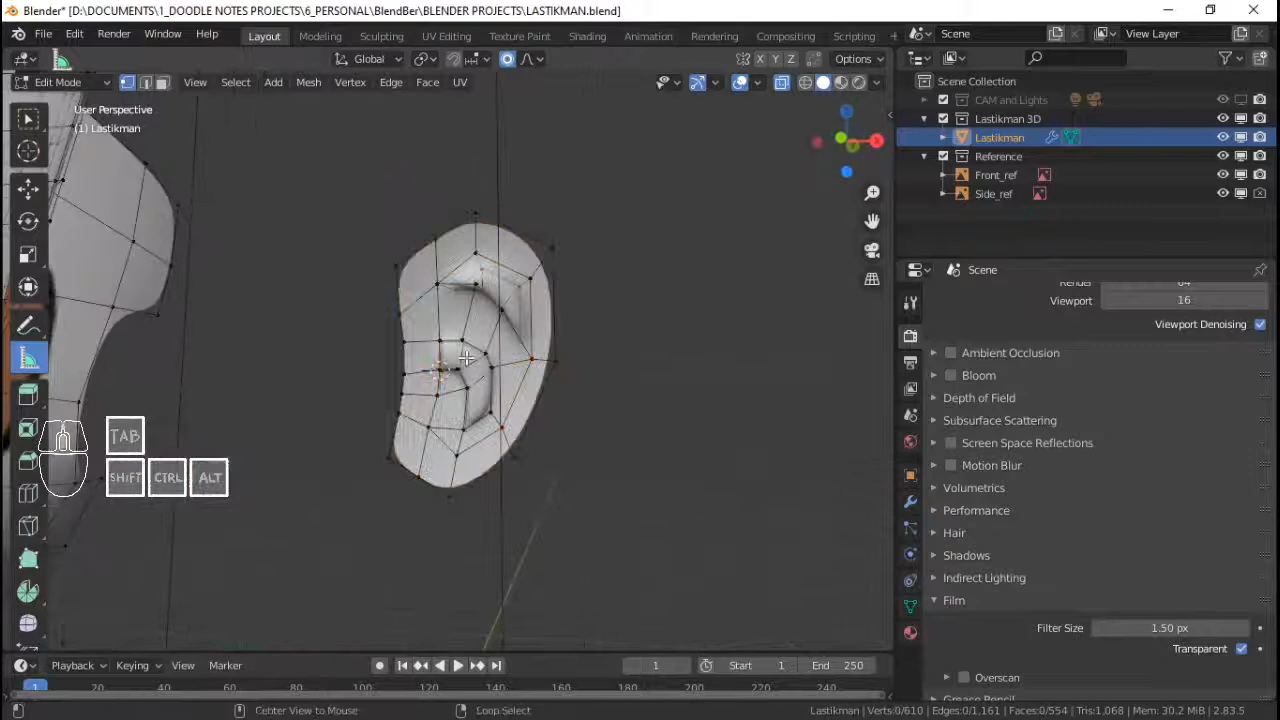 Blender* [D:\DOCUMENTS\1_DOODLE NOTES PROJECTS\6_PERSONAL\BlendBer\BLENDER PROJECTS\LASTIKMAN.blend]
File Edit Render Window Help Layout Modeling Sculpting UV Editing Texture Paint Shading Animation Rendering Compositing Scripting Scene View Layer
Global X Y Z Options
Edit Mode View Select Add Mesh Vertex Edge Face UV
User Perspective
(1) Lastikman
Scene Collection
CAM and Lights
Lastikman 3D
Lastikman
Reference
Front_ref
Side_ref
Scene
Render 64
Viewport 16
Viewport Denoising
Ambient Occlusion
Bloom
Depth of Field
Subsurface Scattering
Screen Space Reflections
Motion Blur
Volumetrics
Performance
Hair
Shadows
Indirect Lighting
Film
Filter Size 1.50 px
Transparent
Overscan
Grease Pencil
TAB
SHIFT CTRL ALT
Playback Keying View Marker 1 Start 1 End 250
1 20 40 60 80 100 120 140 160 180 200 220 240
Center View to Mouse Loop Select Lastikman | Verts:0/610 | Edges:0/1,161 | Faces:0/554 | Tris:1,068 | Mem: 30.2 MiB | 2.83.5